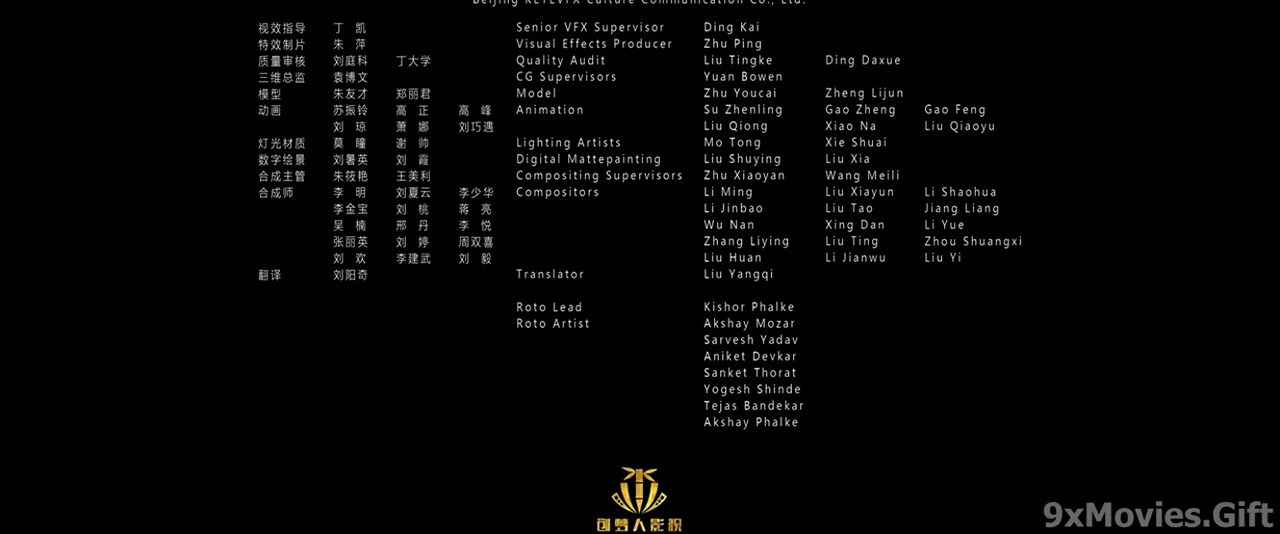 Beijing KEYEVFX Culture Communication Co., Ltd.
视效指导 丁 凯 Senior VFX Supervisor Ding Kai
特效制片 朱 萍 Visual Effects Producer Zhu Ping
质量审核 刘庭科 丁大学 Quality Audit Liu Tingke Ding Daxue
三维总监 袁博文 CG Supervisors Yuan Bowen
模型 朱友才 郑丽君 Model Zhu Youcai Zheng Lijun
动画 苏振铃 高 正 高 峰 Animation Su Zhenling Gao Zheng Gao Feng
刘 琼 萧 娜 刘巧遇 Liu Qiong Xiao Na Liu Qiaoyu
灯光材质 莫 瞳 谢 帅 Lighting Artists Mo Tong Xie Shuai
数字绘景 刘暑英 刘 霞 Digital Mattepainting Liu Shuying Liu Xia
合成主管 朱筱艳 王美利 Compositing Supervisors Zhu Xiaoyan Wang Meili
合成师 李 明 刘夏云 李少华 Compositors Li Ming Liu Xiayun Li Shaohua
李金宝 刘 桃 蒋 亮 Li Jinbao Liu Tao Jiang Liang
吴 楠 邢 丹 李 悦 Wu Nan Xing Dan Li Yue
张丽英 刘 婷 周双喜 Zhang Liying Liu Ting Zhou Shuangxi
刘 欢 李建武 刘 毅 Liu Huan Li Jianwu Liu Yi
翻译 刘阳奇 Translator Liu Yangqi
Roto Lead Kishor Phalke
Roto Artist Akshay Mozar
Sarvesh Yadav
Aniket Devkar
Sanket Thorat
Yogesh Shinde
Tejas Bandekar
Akshay Phalke
创梦人影视
9xMovies.Gift